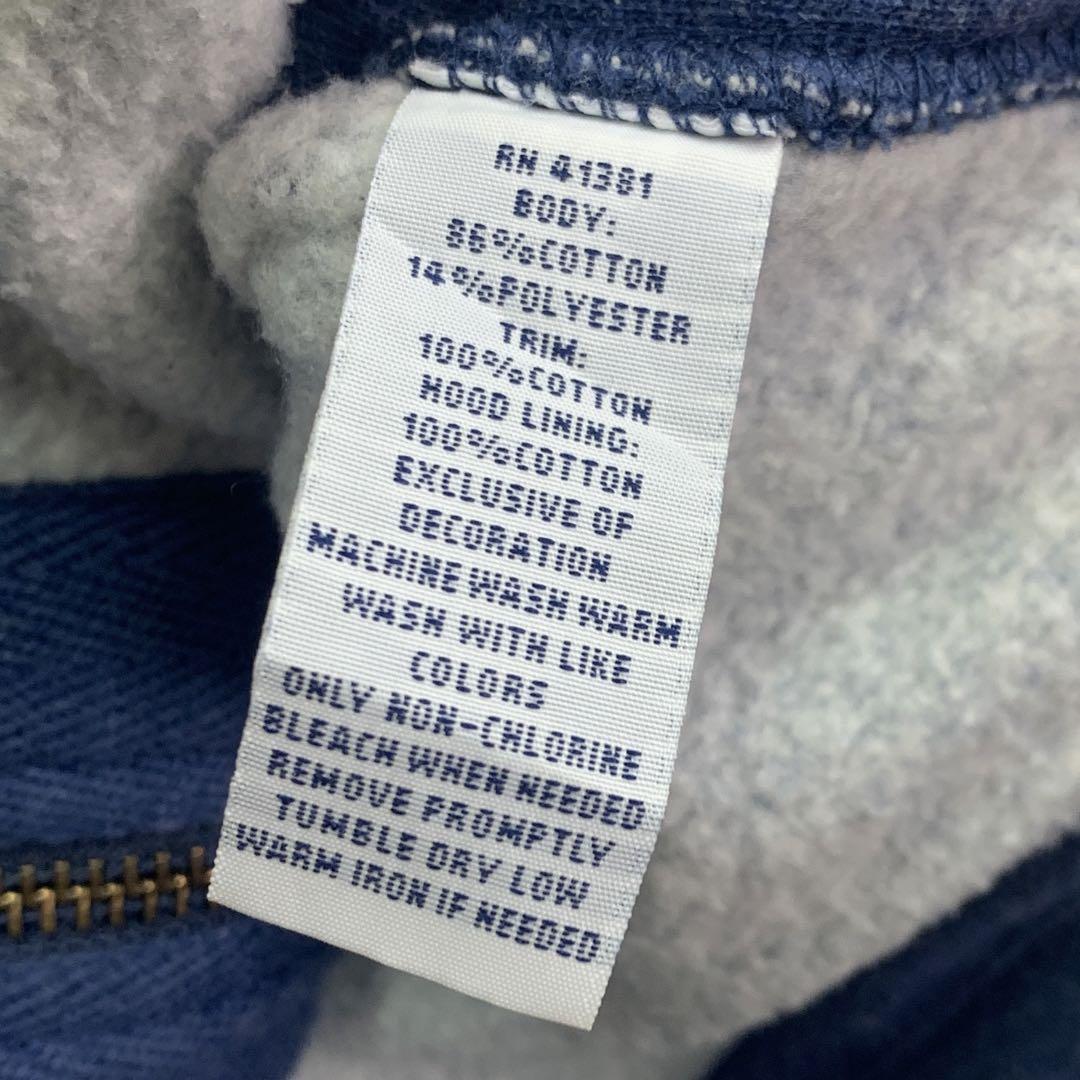 RN 41381
BODY:
86%COTTON
14%POLYESTER
TRIM:
100%COTTON
HOOD LINING:
100%COTTON
EXCLUSIVE OF
DECORATION
MACHINE WASH WARM
WASH WITH LIKE
COLORS
ONLY NON-CHLORINE
BLEACH WHEN NEEDED
REMOVE PROMPTLY
TUMBLE DRY LOW
WARM IRON IF NEEDED